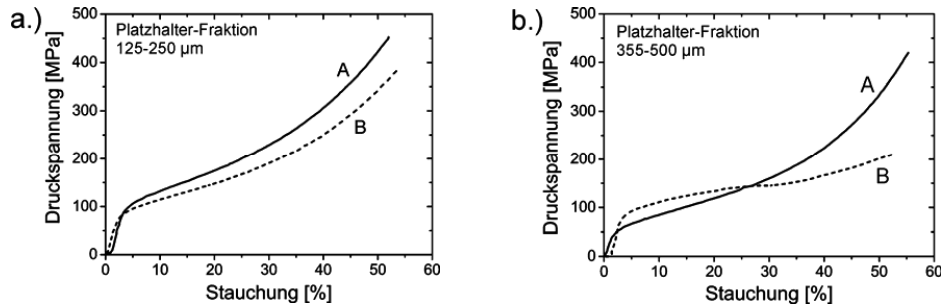 a.)
Platzhalter-Fraktion
125-250 µm
A
B
Druckspannung [MPa]
500
400
300
200
100
0
0 10 20 30 40 50 60
Stauchung [%]
b.)
Platzhalter-Fraktion
355-500 µm
A
B
Druckspannung [MPa]
500
400
300
200
100
0
0 10 20 30 40 50 60
Stauchung [%]